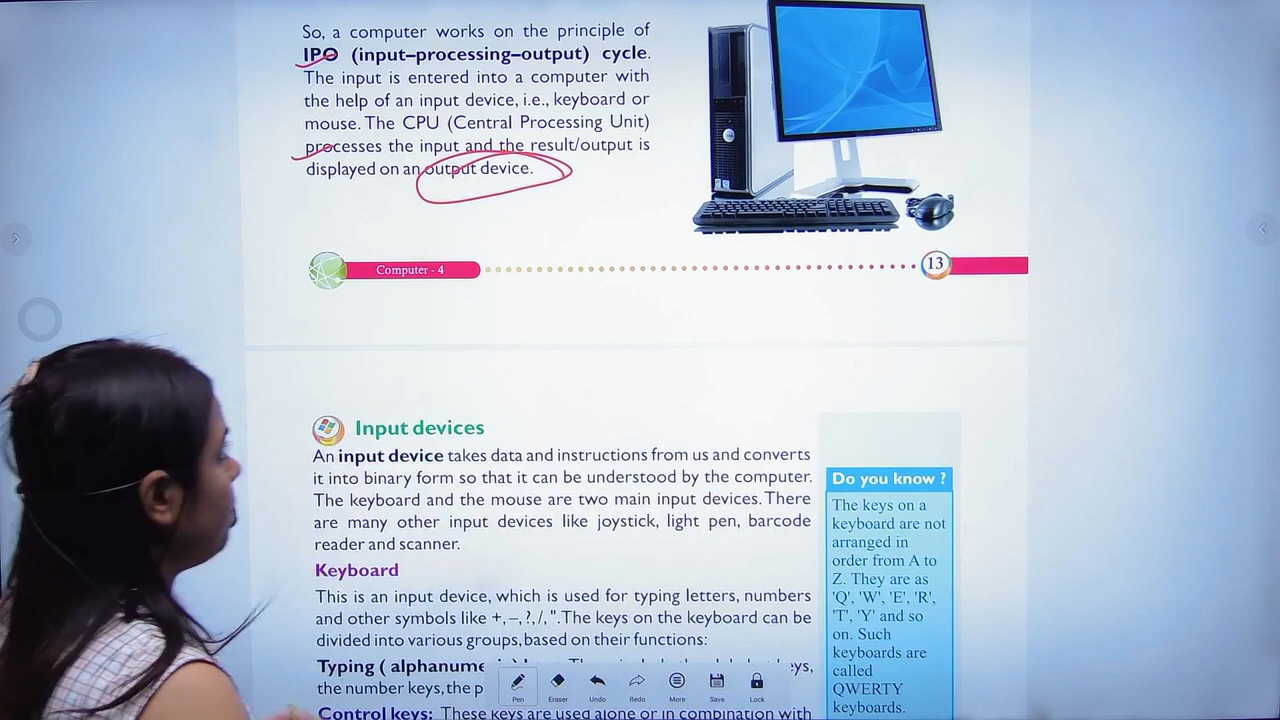 So, a computer works on the principle of
IPO (input–processing–output) cycle.
The input is entered into a computer with
the help of an input device, i.e., keyboard or
mouse. The CPU (Central Processing Unit)
processes the input and the result/output is
displayed on an output device.
Computer - 4
13
Input devices
An input device takes data and instructions from us and converts
it into binary form so that it can be understood by the computer.
The keyboard and the mouse are two main input devices. There
are many other input devices like joystick, light pen, barcode
reader and scanner.
Keyboard
This is an input device, which is used for typing letters, numbers
and other symbols like +,–,?,/,".The keys on the keyboard can be
divided into various groups, based on their functions:
Typing ( alphanume
the number keys, the p
Control keys: These keys are used alone or in combination with
Do you know ?
The keys on a
keyboard are not
arranged in
order from A to
Z. They are as
'Q', 'W', 'E', 'R',
'T', 'Y' and so
on. Such
keyboards are
called
QWERTY
keyboards.
Pen
Eraser
Undo
Redo
More
Save
Lock